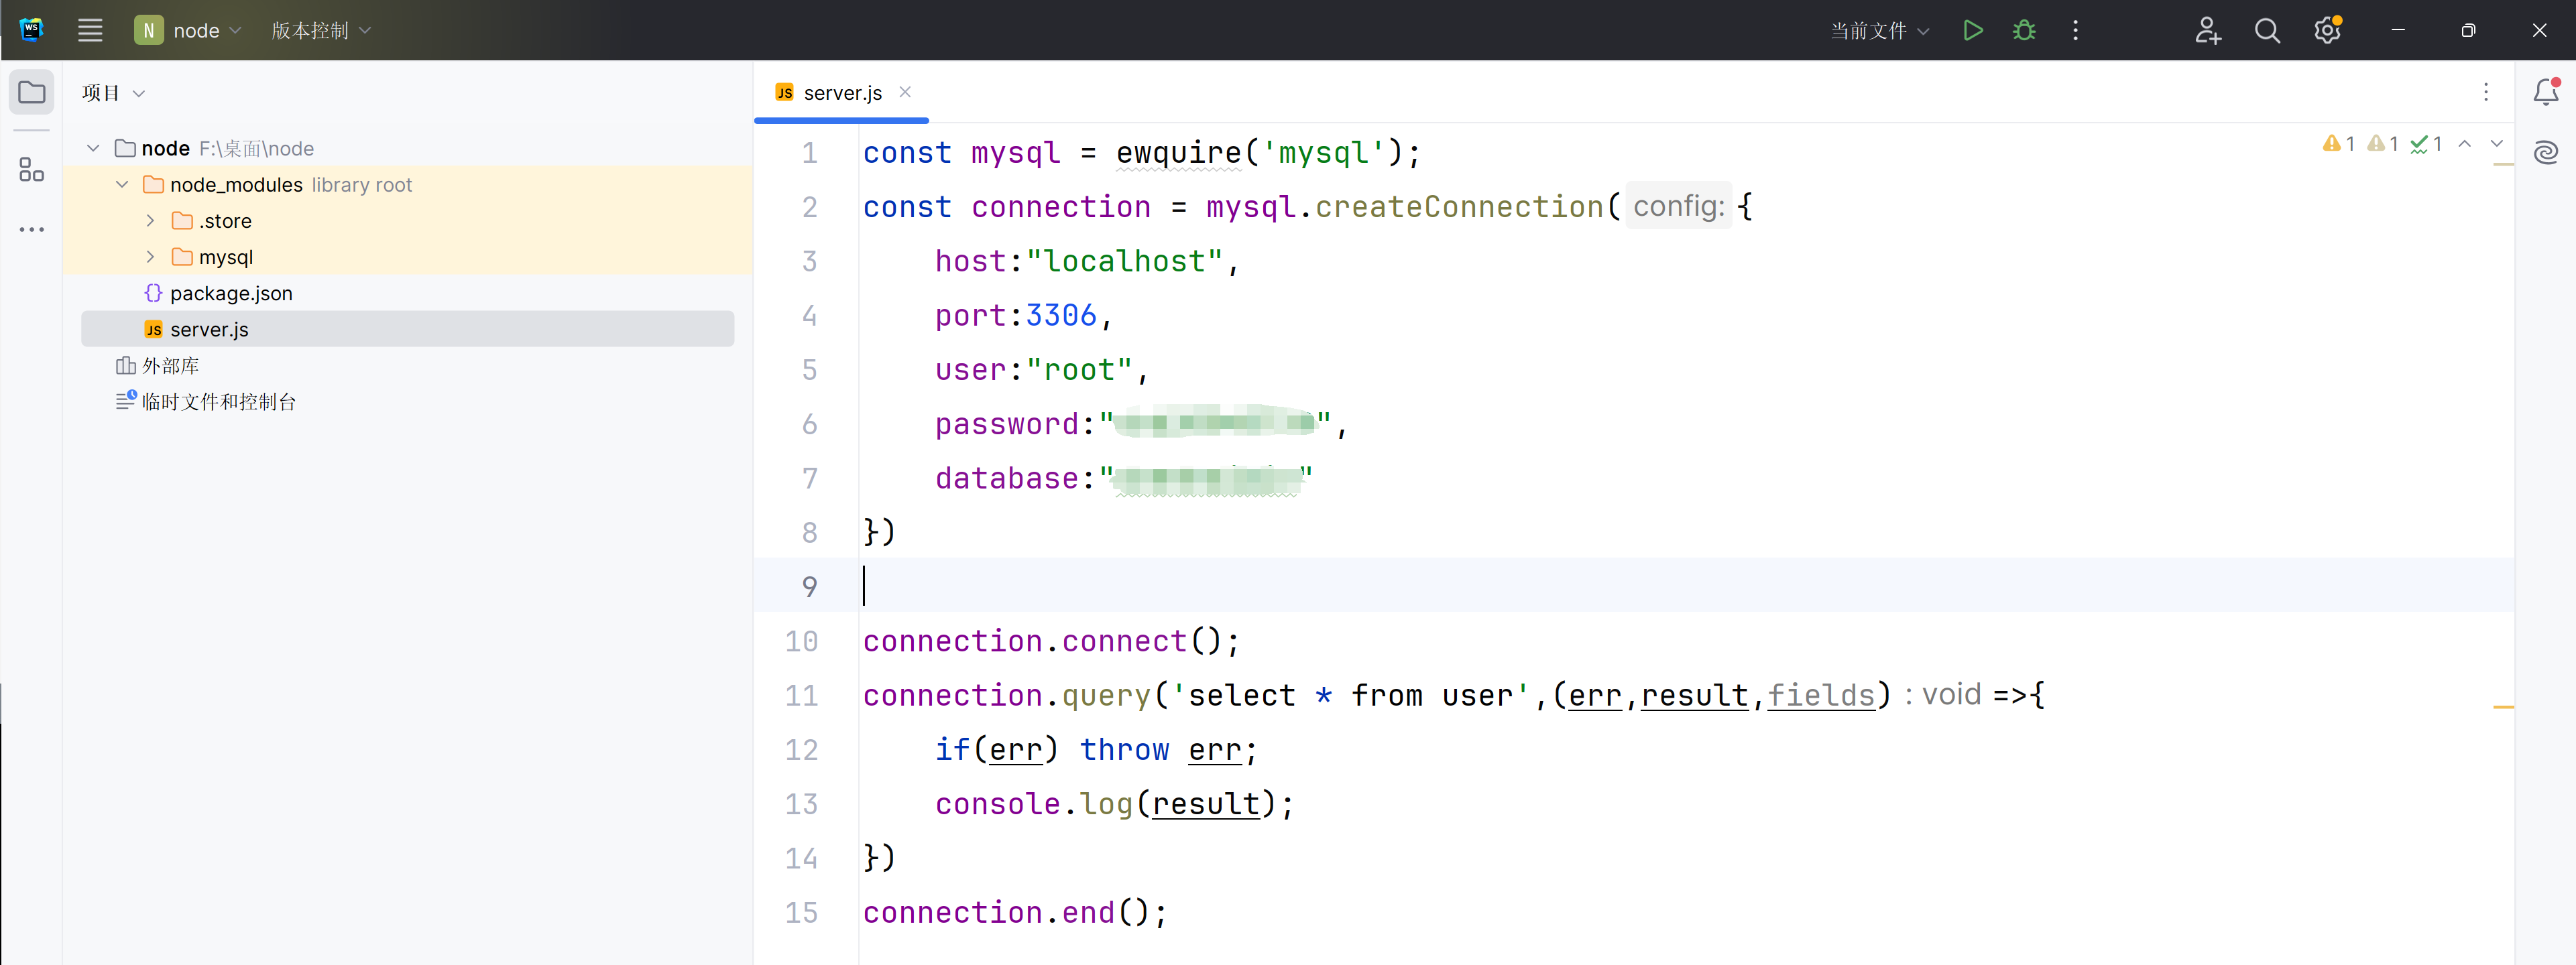 WS
N node 版本控制 当前文件
项目
JS server.js
node F:\桌面\node
node_modules library root
.store
mysql
{} package.json
JS server.js
外部库
临时文件和控制台
1 1 1
1 const mysql = ewquire('mysql');
2 const connection = mysql.createConnection( config: {
3 host:"localhost",
4 port:3306,
5 user:"root",
6 password:"",
7 database:""
8 })
9
10 connection.connect();
11 connection.query('select * from user',(err,result,fields) : void =>{
12 if(err) throw err;
13 console.log(result);
14 })
15 connection.end();